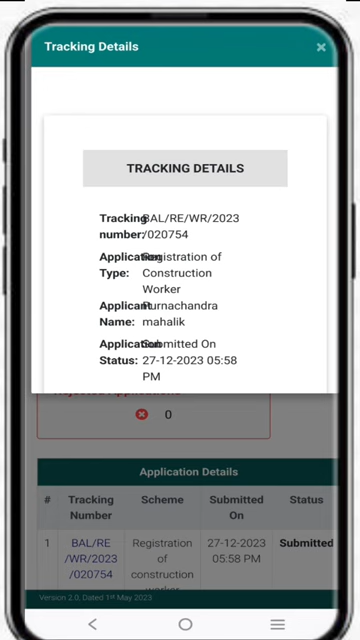 Tracking Details ×
TRACKING DETAILS
Tracking BAL/RE/WR/2023
number: /020754
Application Registration of
Type: Construction
Worker
Applicant Purnachandra
Name: mahalik
Application Submitted On
Status: 27-12-2023 05:58
PM
Rejected Applications
0
Application Details
# Tracking Number Scheme Submitted On Status
1 BAL/RE Registration 27-12-2023 Submitted
/WR/2023 of 05:58 PM
/020754 construction
worker
Version 2.0, Dated 1st May 2023